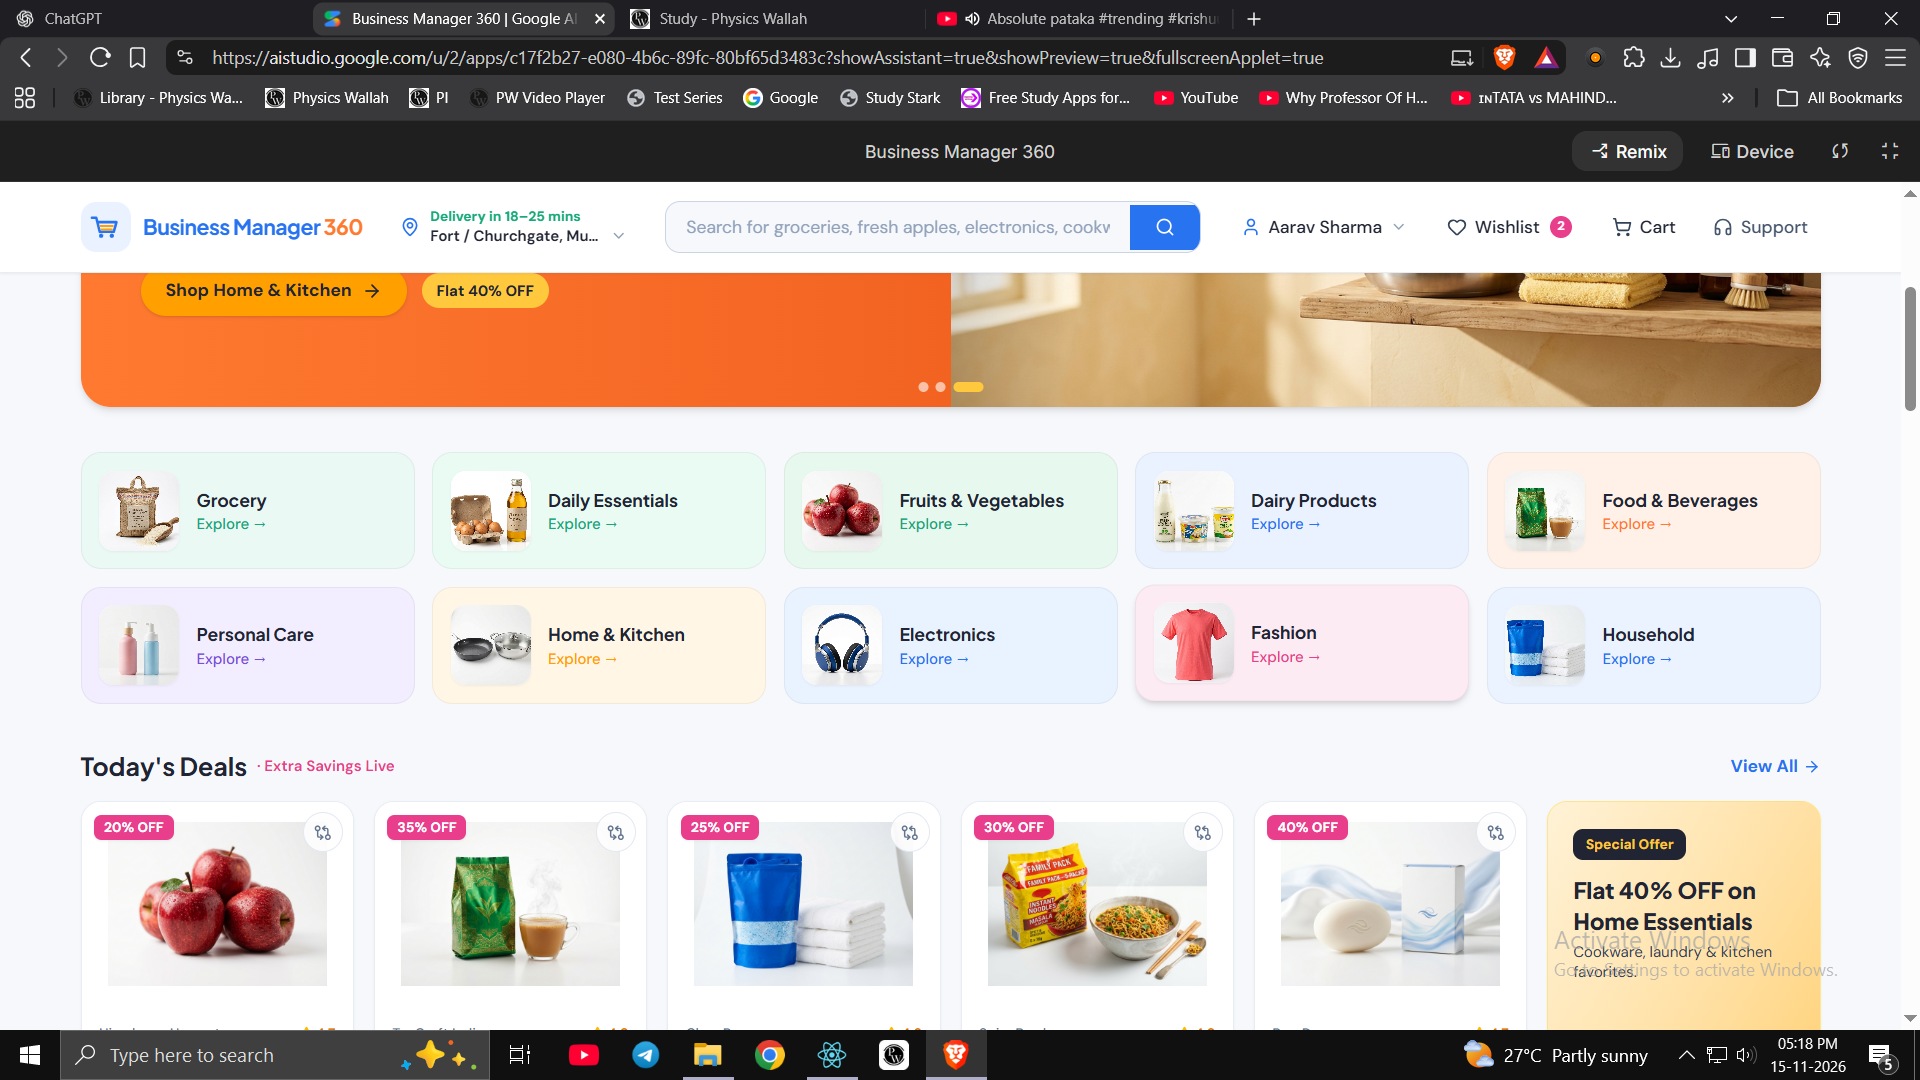 ChatGPT
Business Manager 360 | Google AI
Study - Physics Wallah
Absolute pataka #trending #krishu
https://aistudio.google.com/u/2/apps/c17f2b27-e080-4b6c-89fc-80bf65d3483c?showAssistant=true&showPreview=true&fullscreenApplet=true
Library - Physics Wa...
Physics Wallah
PI
PW Video Player
Test Series
Google
Study Stark
Free Study Apps for...
YouTube
Why Professor Of H...
ɪɴTATA vs MAHIND...
All Bookmarks
Business Manager 360
Remix
Device
Business Manager 360
Delivery in 18–25 mins
Fort / Churchgate, Mu...
Search for groceries, fresh apples, electronics, cookw
Aarav Sharma
Wishlist 2
Cart
Support
Shop Home & Kitchen →
Flat 40% OFF
Grocery
Explore →
Daily Essentials
Explore →
Fruits & Vegetables
Explore →
Dairy Products
Explore →
Food & Beverages
Explore →
Personal Care
Explore →
Home & Kitchen
Explore →
Electronics
Explore →
Fashion
Explore →
Household
Explore →
Today's Deals
· Extra Savings Live
View All →
20% OFF
35% OFF
25% OFF
30% OFF
FAMILY PACK
INSTANT
NOODLES
MASALA
40% OFF
Special Offer
Flat 40% OFF on
Home Essentials
Cookware, laundry & kitchen
favorites.
Activate Windows
Go to Settings to activate Windows.
Type here to search
27°C Partly sunny
05:18 PM
15-11-2026
5